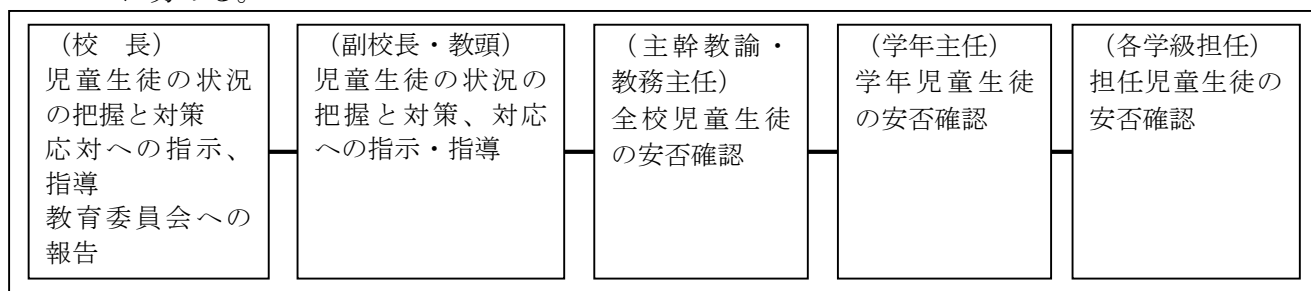 （校　長）
児童生徒の状況
の把握と対策
応対への指示、
指導
教育委員会への
報告
（副校長・教頭）
児童生徒の状況の
把握と対策、対応
への指示・指導
（主幹教諭・
教務主任）
全校児童生徒
の安否確認
（学年主任）
学年児童生徒
の安否確認
（各学級担任）
担任児童生徒の
安否確認